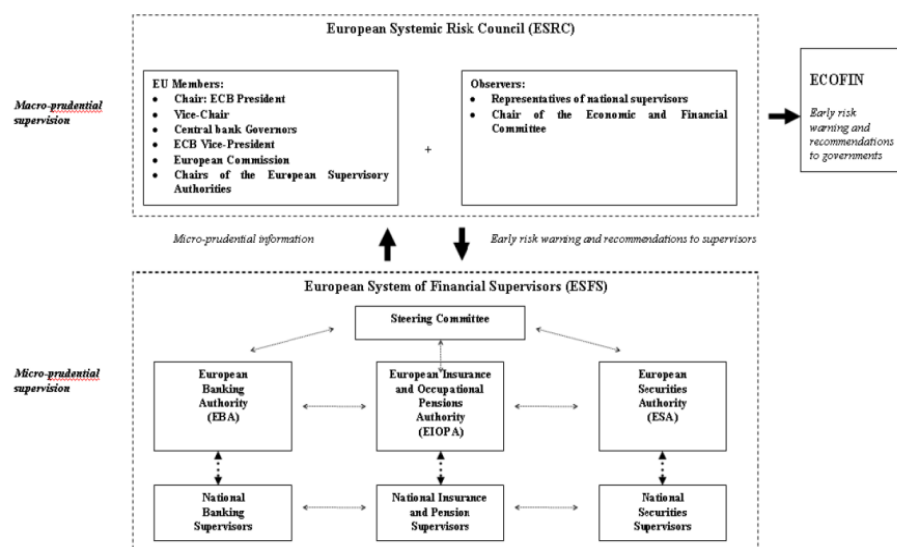 European Systemic Risk Council (ESRC)
Macro-prudential
supervision
EU Members:
• Chair: ECB President
• Vice-Chair
• Central bank Governors
• ECB Vice-President
• European Commission
• Chairs of the European Supervisory
Authorities
+
Observers:
• Representatives of national supervisors
• Chair of the Economic and Financial
Committee
ECOFIN
Early risk
warning and
recommendations
to governments
Micro-prudential information
Early risk warning and recommendations to supervisors
European System of Financial Supervisors (ESFS)
Micro-prudential
supervision
Steering Committee
European
Banking
Authority
(EBA)
European Insurance
and Occupational
Pensions
Authority
(EIOPA)
European
Securities
Authority
(ESA)
National
Banking
Supervisors
National Insurance
and Pension
Supervisors
National
Securities
Supervisors